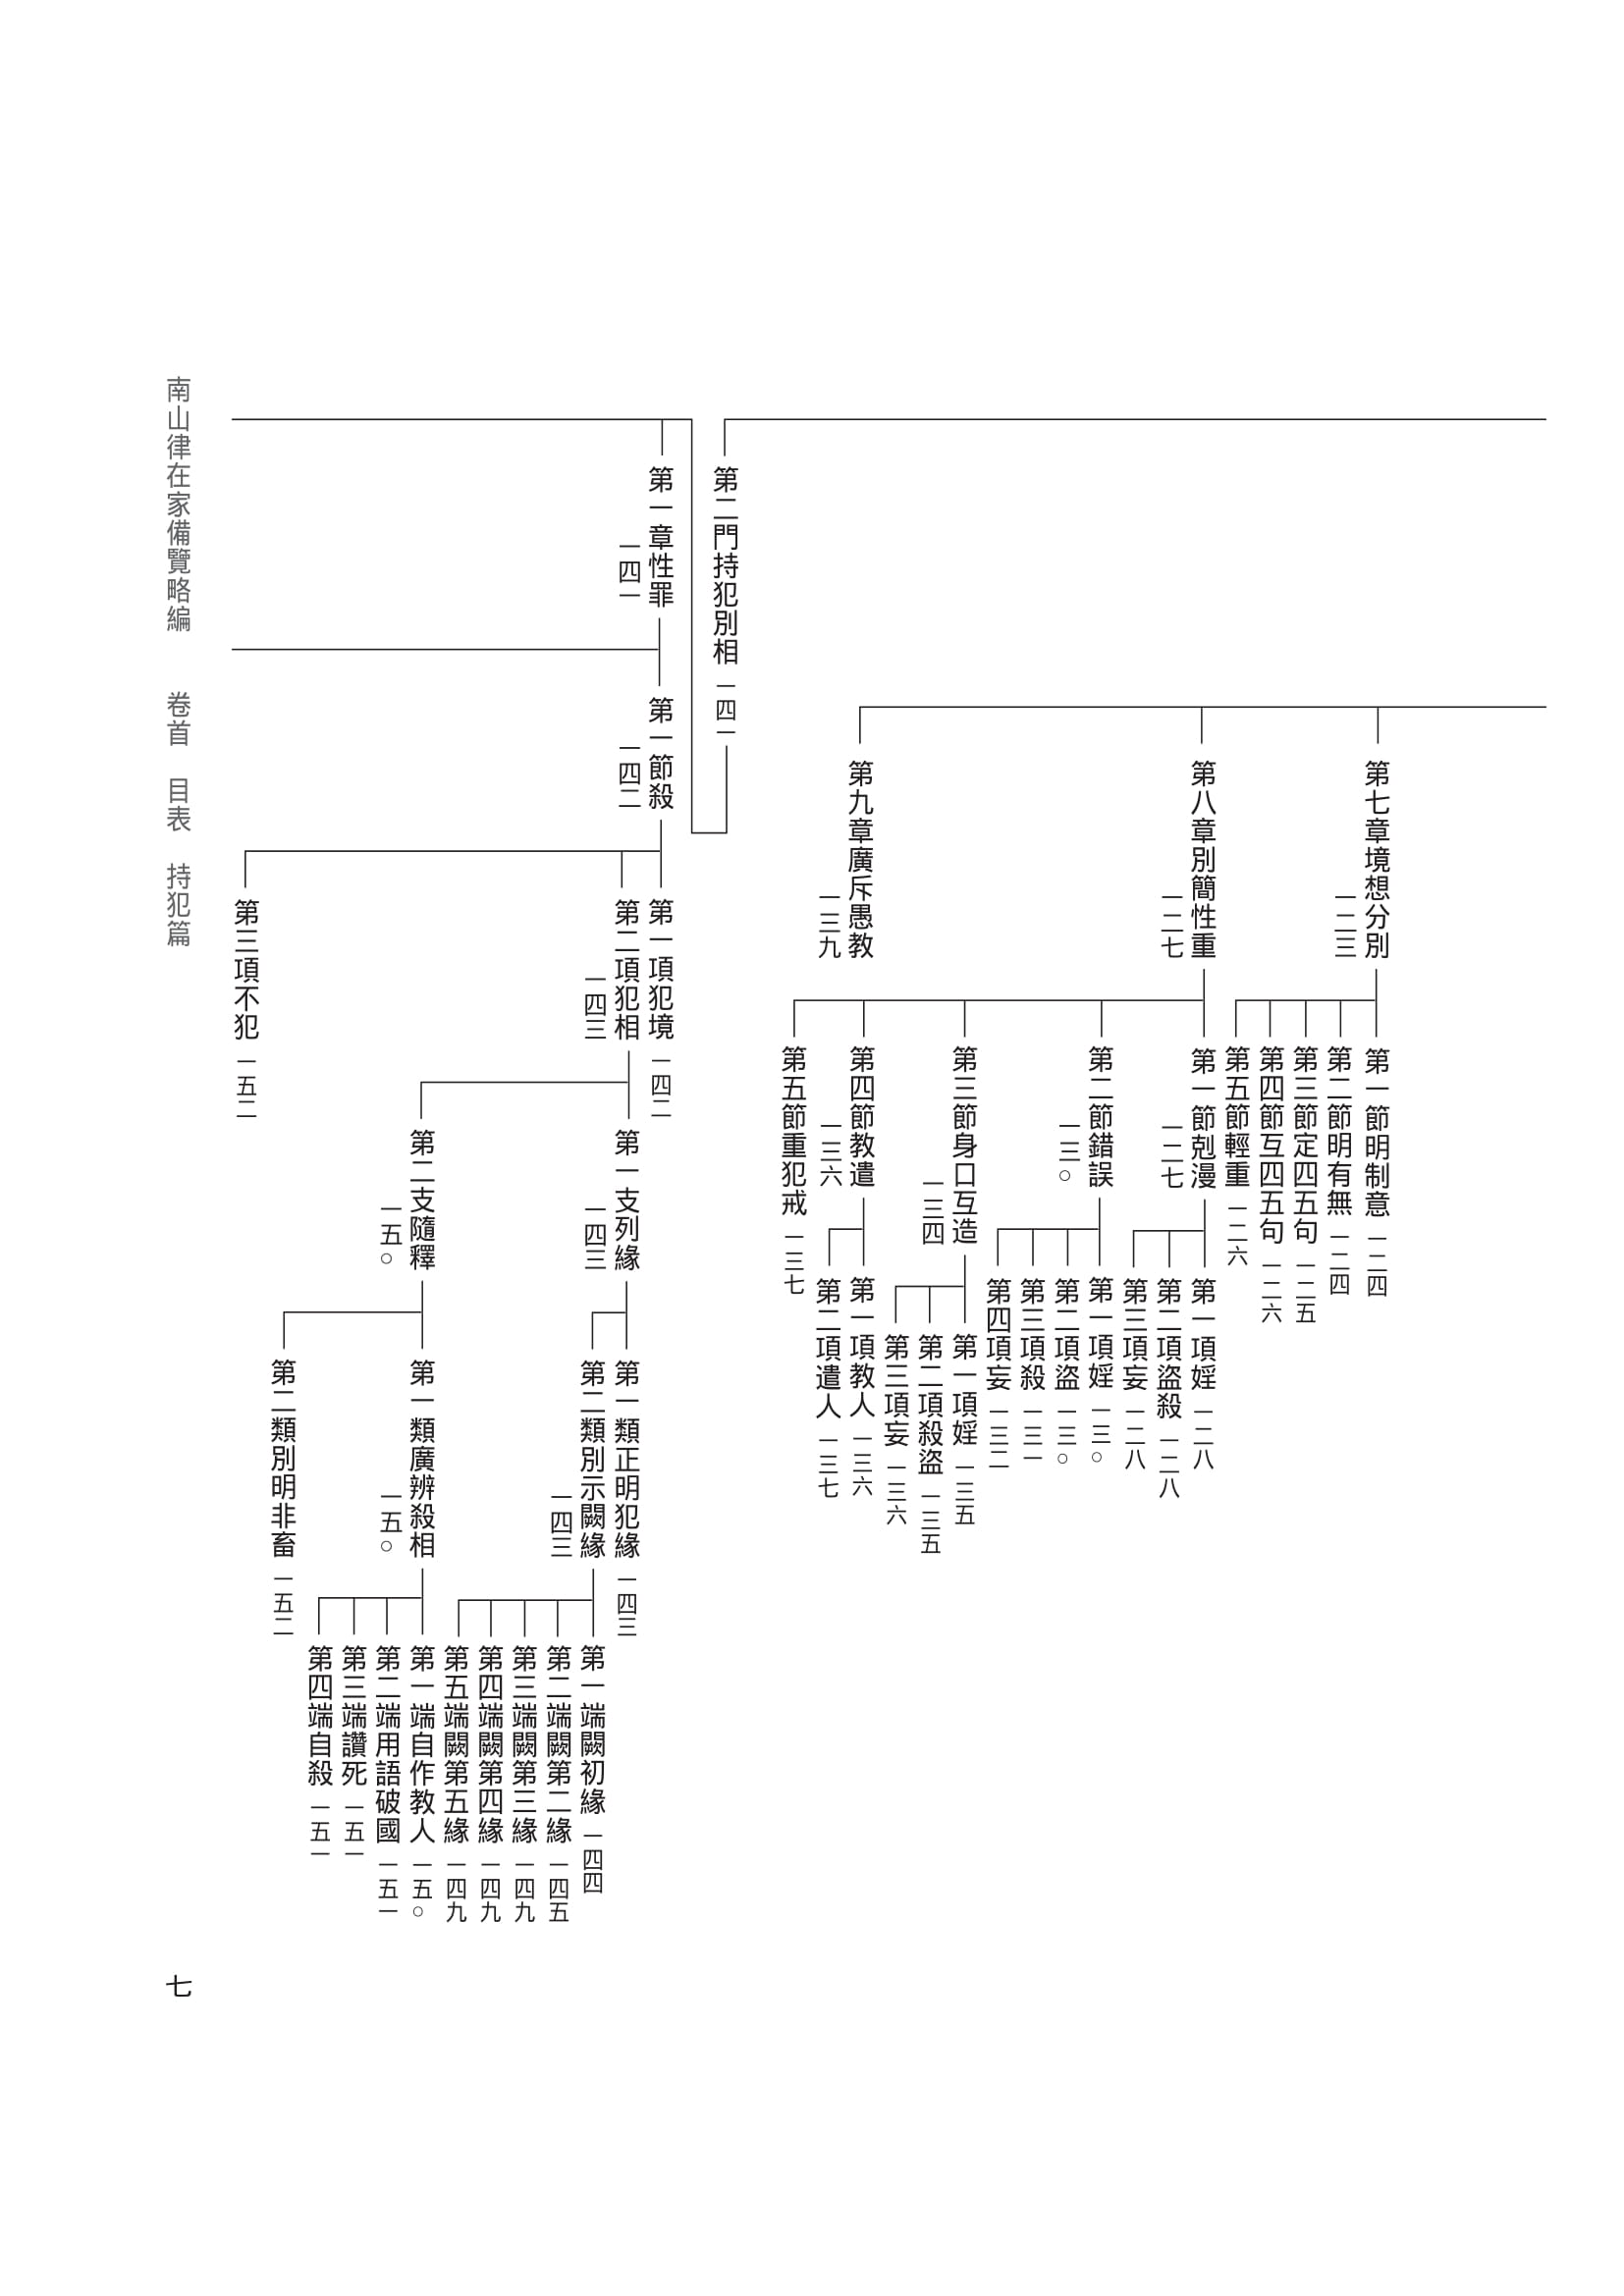 第七章境想分別
一二三
第一節明制意 一二四
第二節明有無 一二四
第三節定四五句 一二五
第四節互四五句 一二六
第五節輕重 一二六
第八章別簡性重
一二七
第一節剋漫
一二七
第一項婬 一二八
第二項盜殺 一二八
第三項妄 一二八
第二節錯誤
一三○
第一項婬 一三○
第二項盜 一三○
第三項殺 一三一
第四項妄 一三二
第三節身口互造
一三四
第一項婬 一三五
第二項殺盜 一三五
第三項妄 一三六
第四節教遣
一三六
第一項教人 一三六
第二項遣人 一三七
第五節重犯戒 一三七
第九章廣斥愚教
一三九
第二門持犯別相 一四一
第一章性罪
一四一
第一節殺
一四二
第一項犯境 一四二
第二項犯相
一四三
第一支列緣
一四三
第一類正明犯緣 一四三
第二類別示闕緣
一四三
第一端闕初緣 一四四
第二端闕第二緣 一四五
第三端闕第三緣 一四九
第四端闕第四緣 一四九
第五端闕第五緣 一四九
第二支隨釋
一五○
第一類廣辨殺相
一五○
第一端自作教人 一五○
第二端用語破國 一五一
第三端讚死 一五一
第四端自殺 一五一
第二類別明非畜 一五二
第三項不犯 一五二
南山律在家備覽略編 卷首 目表 持犯篇
七